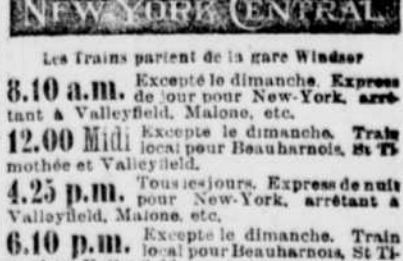 NEW-YORK CENTRAL
Les Trains partent de la gare Windsor
8.10 a.m. Excepté le dimanche. Express
de jour pour New-York, arrê-
tant à Valleyfield, Malone, etc.
12.00 Midi Excepte le dimanche. Train
local pour Beauharnois, St Ti-
mothée et Valleyfield.
4.25 p.m. Tous les jours. Express de nuit
pour New-York, arrêtant à
Valleyfield, Malone, etc.
6.10 p.m. Excepte le dimanche. Train
local pour Beauharnois, St Ti-